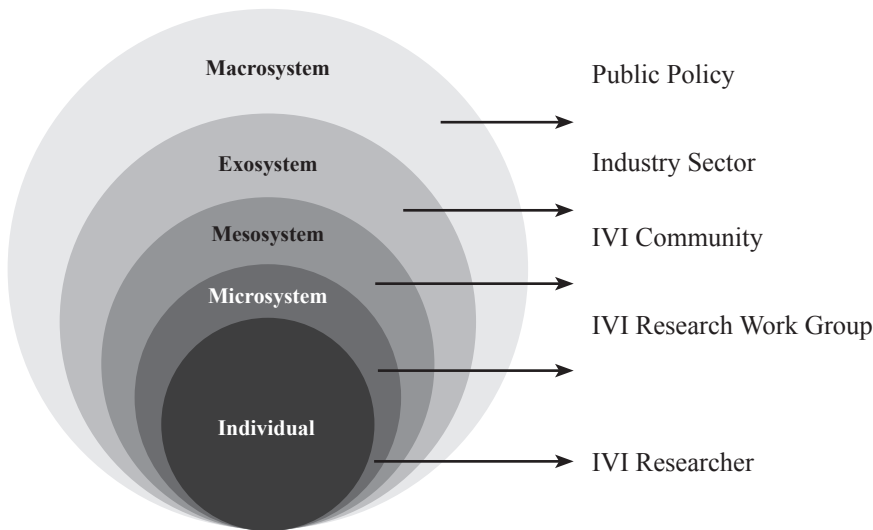 Macrosystem
Public Policy
Exosystem
Industry Sector
Mesosystem
IVI Community
Microsystem
IVI Research Work Group
Individual
IVI Researcher